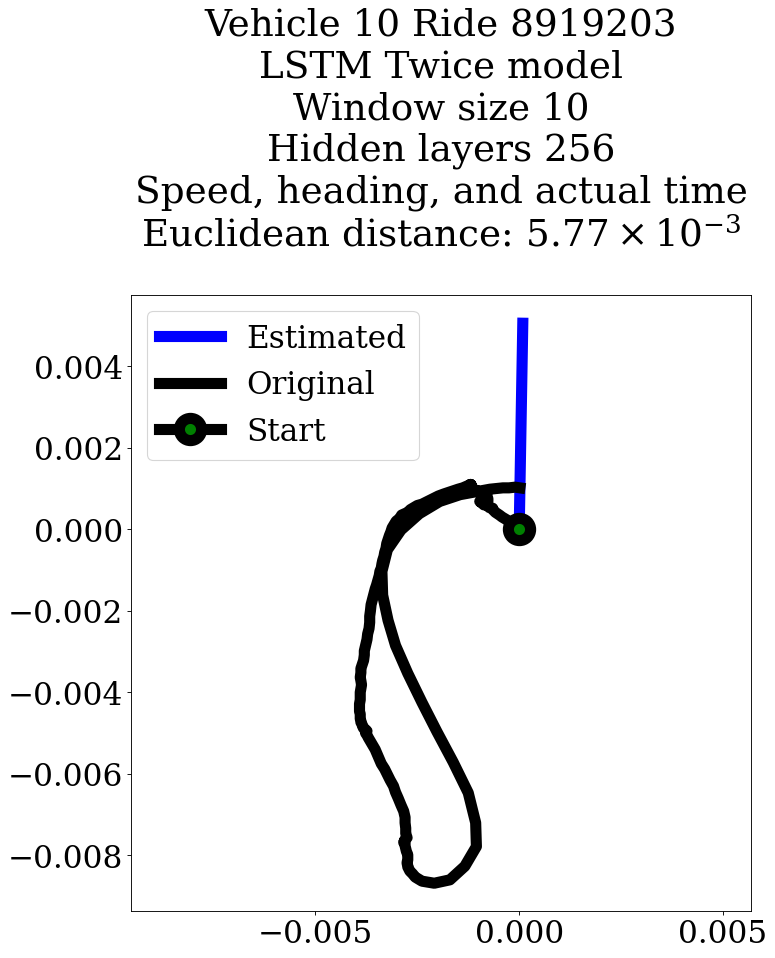 Vehicle 10 Ride 8919203
LSTM Twice model
Window size 10
Hidden layers 256
Speed, heading, and actual time
Euclidean distance: 5.77 × 10⁻³
Estimated
Original
Start
0.004
0.002
0.000
−0.002
−0.004
−0.006
−0.008
−0.005 0.000 0.005